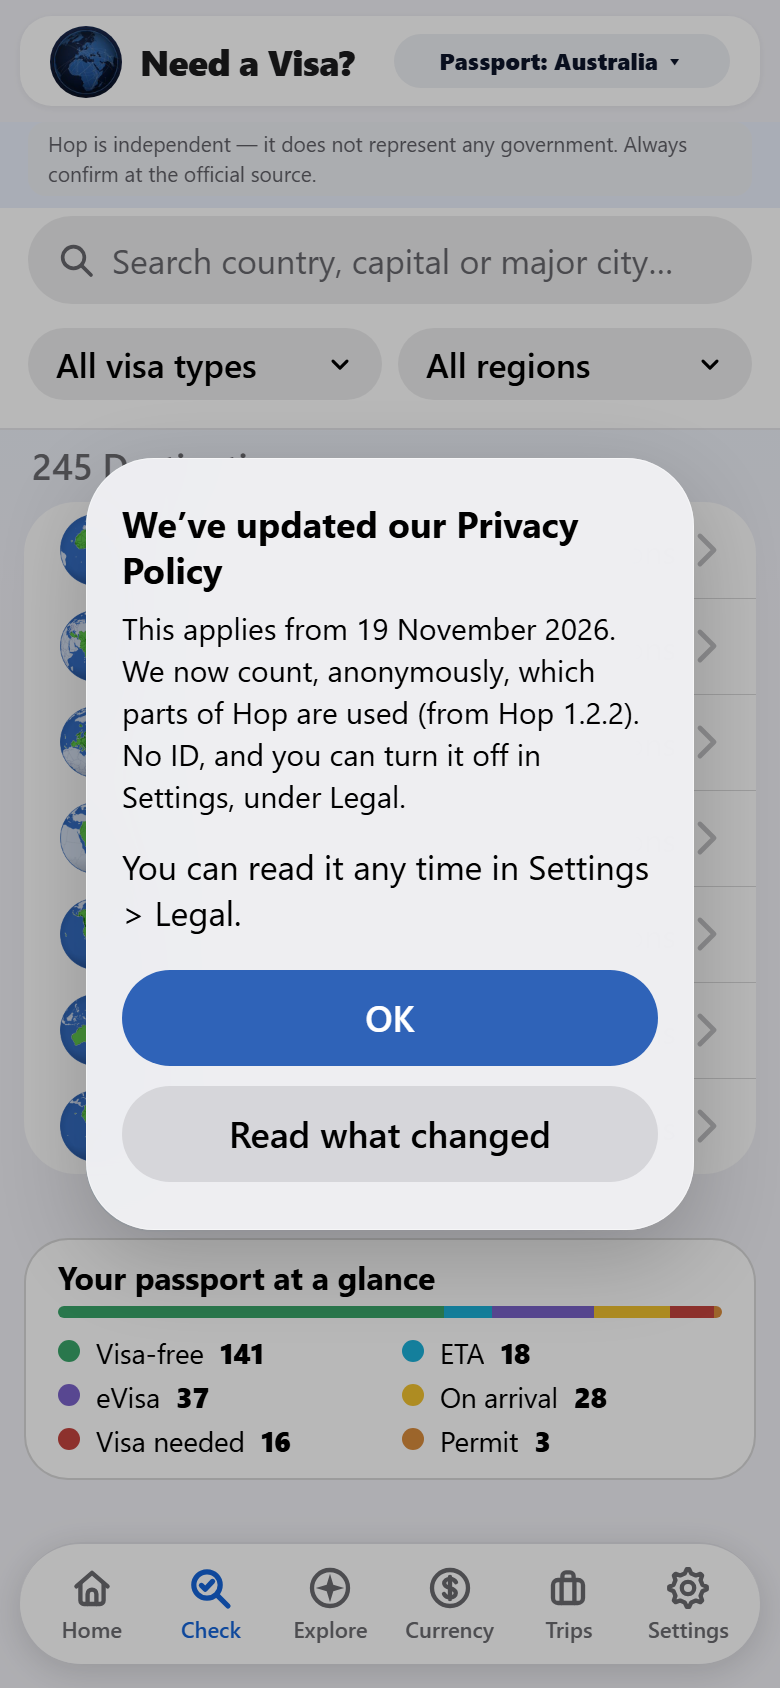 Need a Visa?
Passport: Australia
Hop is independent — it does not represent any government. Always
confirm at the official source.
Search country, capital or major city...
All visa types
All regions
245
We’ve updated our Privacy
Policy
This applies from 19 November 2026.
We now count, anonymously, which
parts of Hop are used (from Hop 1.2.2).
No ID, and you can turn it off in
Settings, under Legal.
You can read it any time in Settings
> Legal.
OK
Read what changed
Your passport at a glance
Visa-free 141
ETA 18
eVisa 37
On arrival 28
Visa needed 16
Permit 3
Home
Check
Explore
Currency
Trips
Settings